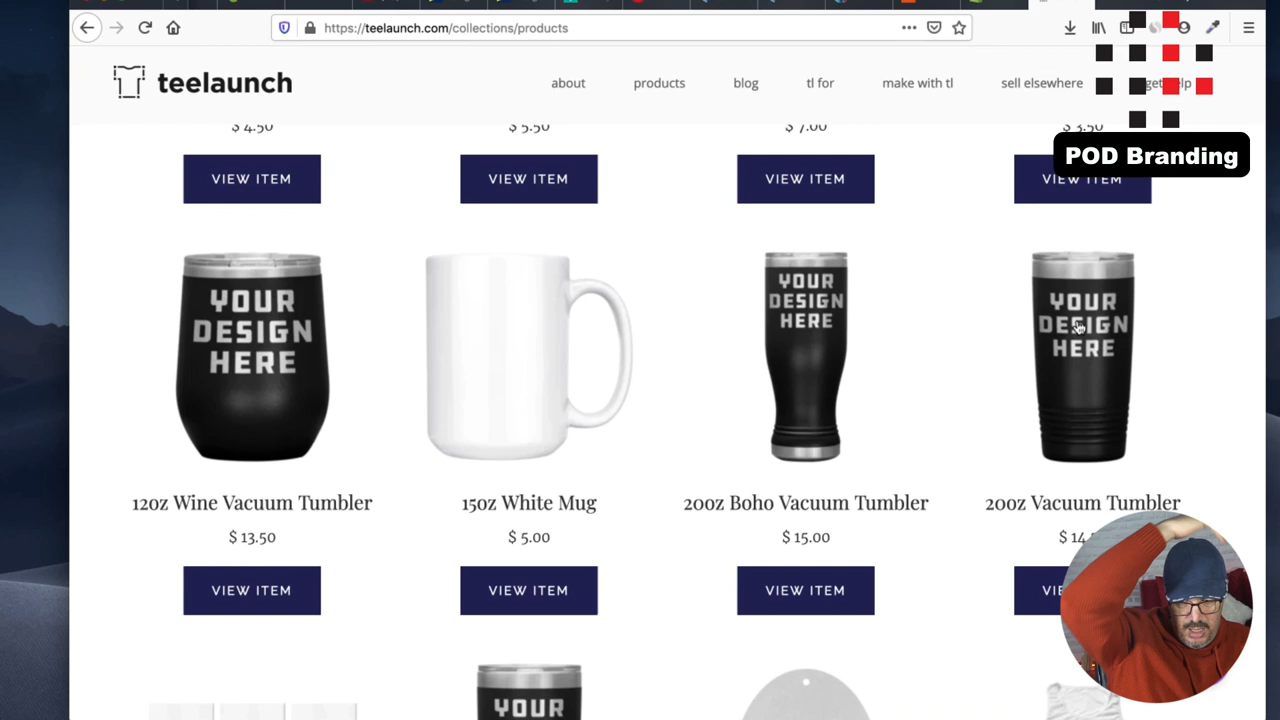 https://teelaunch.com/collections/products
teelaunch
about
products
blog
tl for
make with tl
sell elsewhere
help
POD Branding
$ 4.50
$ 5.50
$ 7.00
$ 3.50
VIEW ITEM
VIEW ITEM
VIEW ITEM
VIEW ITEM
YOUR
DESIGN
HERE
YOUR
DESIGN
HERE
YOUR
DESIGN
HERE
12oz Wine Vacuum Tumbler
15oz White Mug
20oz Boho Vacuum Tumbler
20oz Vacuum Tumbler
$ 13.50
$ 5.00
$ 15.00
$ 14.
VIEW ITEM
VIEW ITEM
VIEW ITEM
YOUR